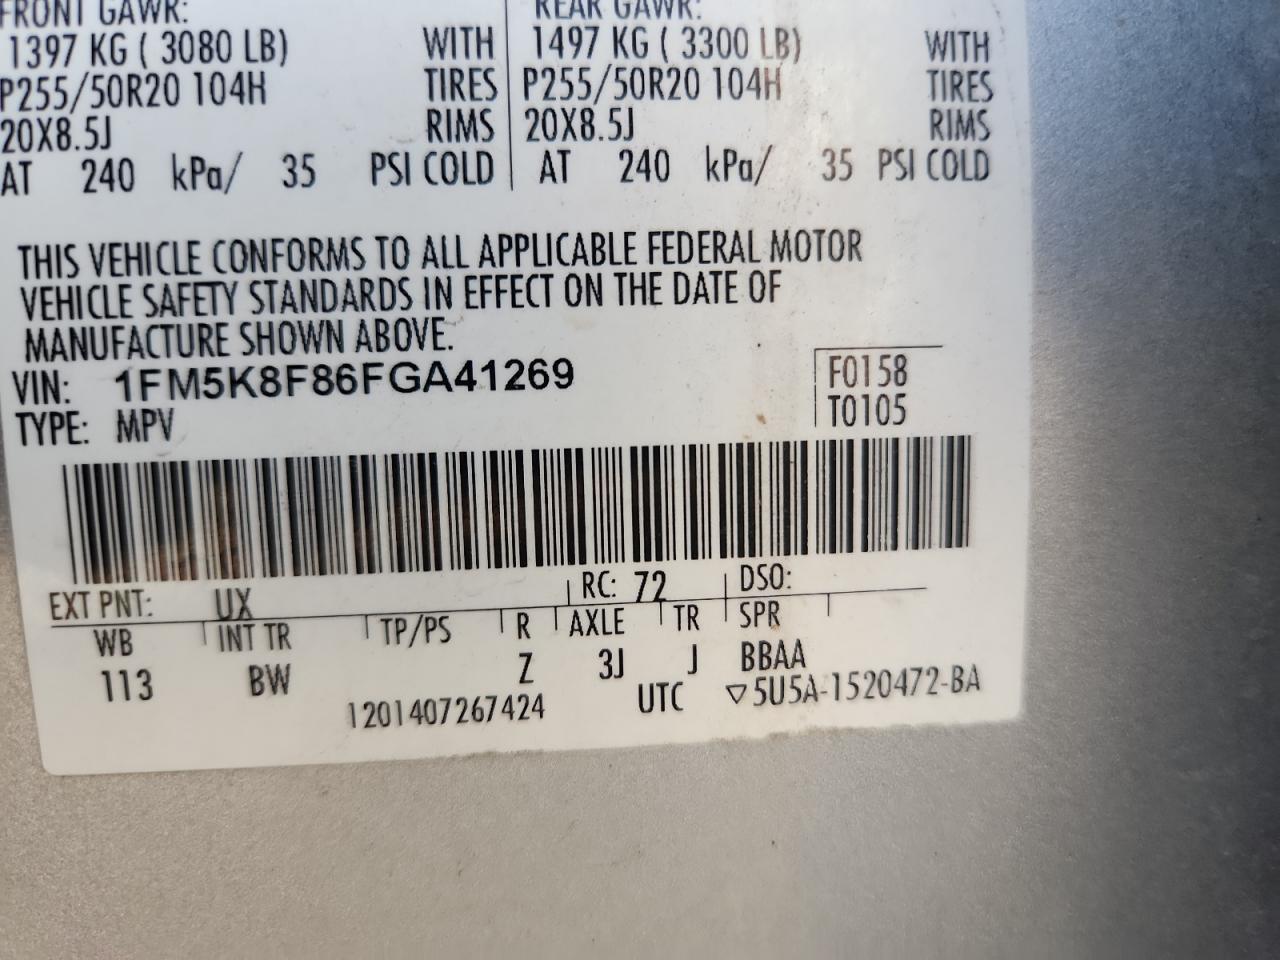 FRONT GAWR: REAR GAWR:
1397 KG ( 3080 LB) WITH 1497 KG ( 3300 LB) WITH
P255/50R20 104H TIRES P255/50R20 104H TIRES
20X8.5J RIMS 20X8.5J RIMS
AT 240 kPa/ 35 PSI COLD AT 240 kPa/ 35 PSI COLD
THIS VEHICLE CONFORMS TO ALL APPLICABLE FEDERAL MOTOR
VEHICLE SAFETY STANDARDS IN EFFECT ON THE DATE OF
MANUFACTURE SHOWN ABOVE.
VIN: 1FM5K8F86FGA41269 F0158
TYPE: MPV T0105
EXT PNT: UX RC: 72 DSO:
WB INT TR TP/PS R AXLE TR SPR
113 BW Z 3J J BBAA
1201407267424 UTC ▽5U5A-1520472-BA